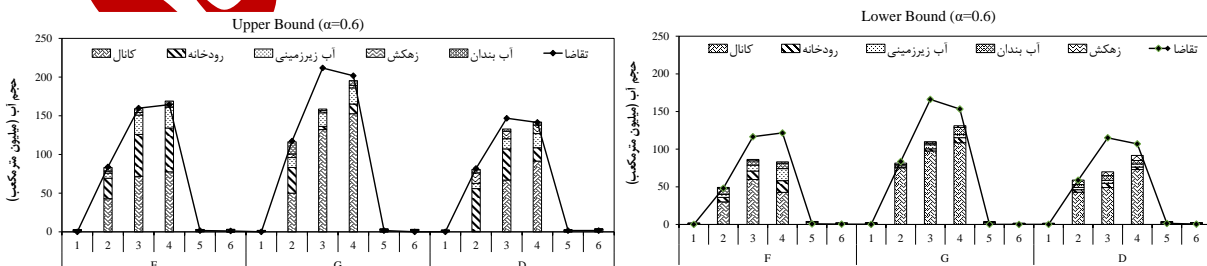 Upper Bound (α=0.6)
حجم آب (میلیون مترمکعب)
250
200
150
100
50
0
کانال رودخانه آب زیرزمینی زهکش آب بندان تقاضا
1 2 3 4 5 6 1 2 3 4 5 6 1 2 3 4 5 6
F G D
Lower Bound (α=0.6)
حجم آب (میلیون مترمکعب)
250
200
150
100
50
0
کانال رودخانه آب زیرزمینی آب بندان زهکش تقاضا
1 2 3 4 5 6 1 2 3 4 5 6 1 2 3 4 5 6
F G D